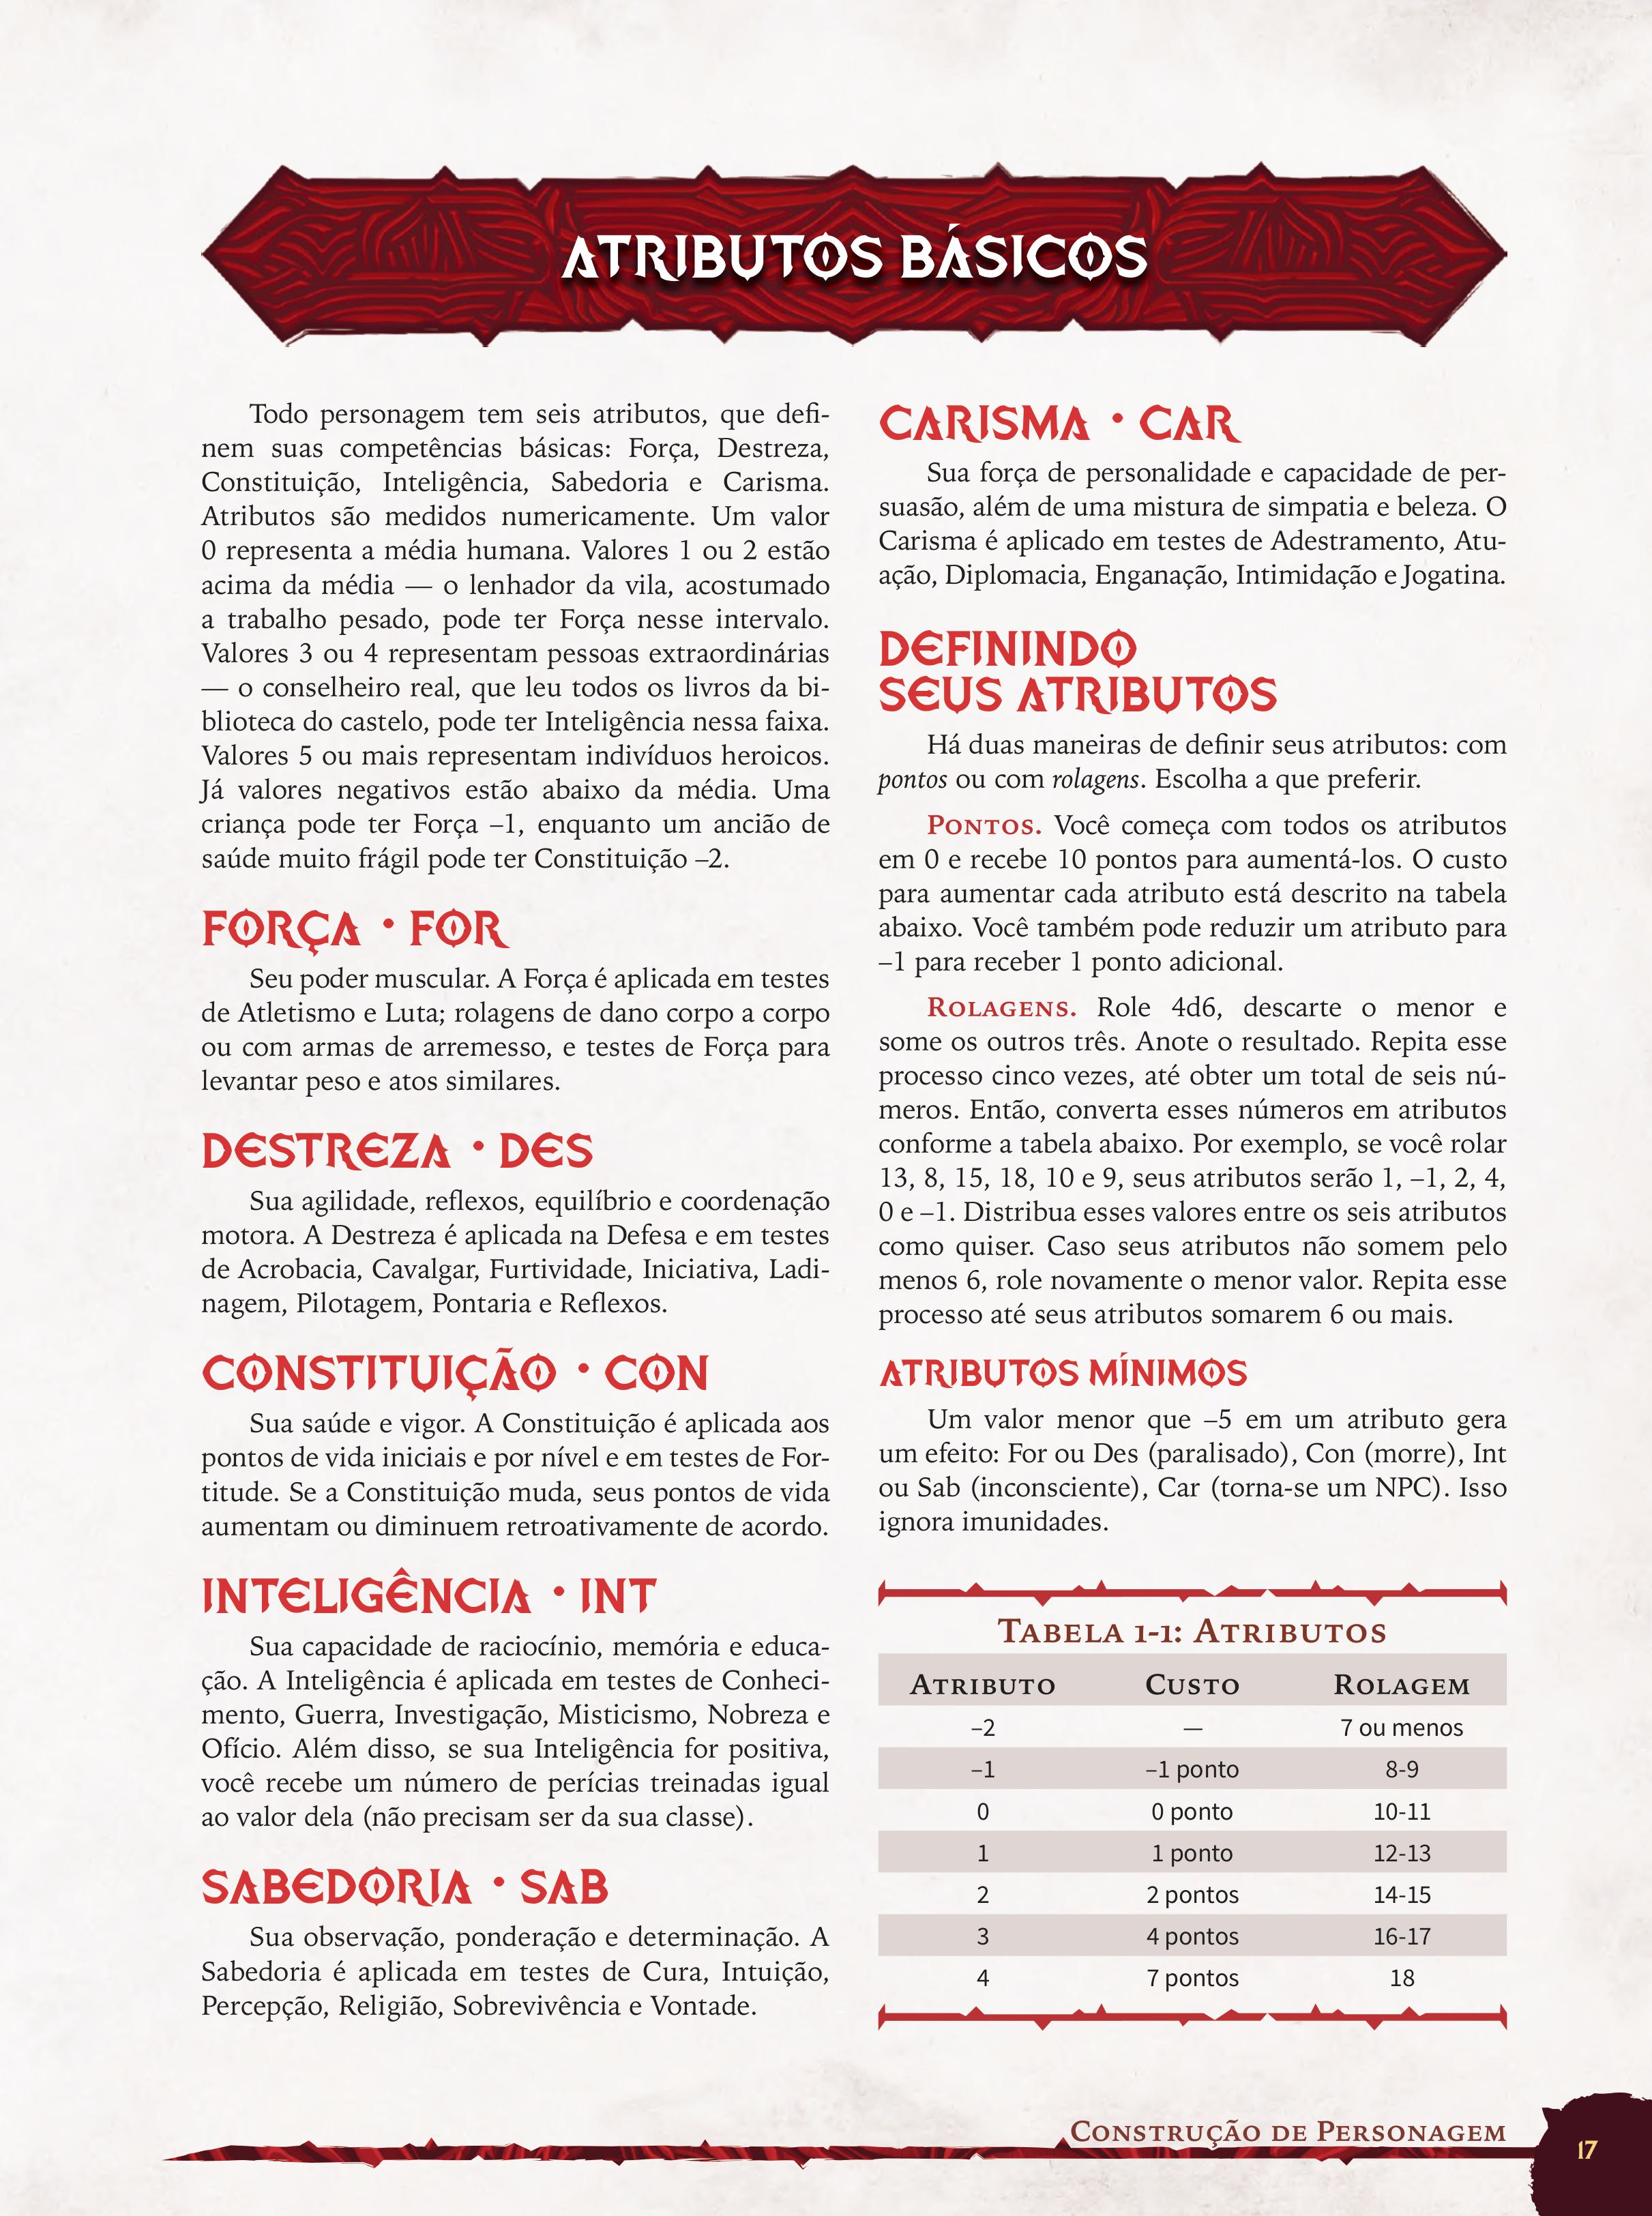 ATRIBUTOS BÁSICOS
Todo personagem tem seis atributos, que defi-
nem suas competências básicas: Força, Destreza,
Constituição, Inteligência, Sabedoria e Carisma.
Atributos são medidos numericamente. Um valor
0 representa a média humana. Valores 1 ou 2 estão
acima da média — o lenhador da vila, acostumado
a trabalho pesado, pode ter Força nesse intervalo.
Valores 3 ou 4 representam pessoas extraordinárias
— o conselheiro real, que leu todos os livros da bi-
blioteca do castelo, pode ter Inteligência nessa faixa.
Valores 5 ou mais representam indivíduos heroicos.
Já valores negativos estão abaixo da média. Uma
criança pode ter Força –1, enquanto um ancião de
saúde muito frágil pode ter Constituição –2.
FORÇA • FOR
Seu poder muscular. A Força é aplicada em testes
de Atletismo e Luta; rolagens de dano corpo a corpo
ou com armas de arremesso, e testes de Força para
levantar peso e atos similares.
DESTREZA • DES
Sua agilidade, reflexos, equilíbrio e coordenação
motora. A Destreza é aplicada na Defesa e em testes
de Acrobacia, Cavalgar, Furtividade, Iniciativa, Ladi-
nagem, Pilotagem, Pontaria e Reflexos.
CONSTITUIÇÃO • CON
Sua saúde e vigor. A Constituição é aplicada aos
pontos de vida iniciais e por nível e em testes de For-
titude. Se a Constituição muda, seus pontos de vida
aumentam ou diminuem retroativamente de acordo.
INTELIGÊNCIA • INT
Sua capacidade de raciocínio, memória e educa-
ção. A Inteligência é aplicada em testes de Conheci-
mento, Guerra, Investigação, Misticismo, Nobreza e
Ofício. Além disso, se sua Inteligência for positiva,
você recebe um número de perícias treinadas igual
ao valor dela (não precisam ser da sua classe).
SABEDORIA • SAB
Sua observação, ponderação e determinação. A
Sabedoria é aplicada em testes de Cura, Intuição,
Percepção, Religião, Sobrevivência e Vontade.
CARISMA • CAR
Sua força de personalidade e capacidade de per-
suasão, além de uma mistura de simpatia e beleza. O
Carisma é aplicado em testes de Adestramento, Atu-
ação, Diplomacia, Enganação, Intimidação e Jogatina.
DEFININDO
SEUS ATRIBUTOS
Há duas maneiras de definir seus atributos: com
pontos ou com rolagens. Escolha a que preferir.
Pontos. Você começa com todos os atributos
em 0 e recebe 10 pontos para aumentá-los. O custo
para aumentar cada atributo está descrito na tabela
abaixo. Você também pode reduzir um atributo para
–1 para receber 1 ponto adicional.
Rolagens. Role 4d6, descarte o menor e
some os outros três. Anote o resultado. Repita esse
processo cinco vezes, até obter um total de seis nú-
meros. Então, converta esses números em atributos
conforme a tabela abaixo. Por exemplo, se você rolar
13, 8, 15, 18, 10 e 9, seus atributos serão 1, –1, 2, 4,
0 e –1. Distribua esses valores entre os seis atributos
como quiser. Caso seus atributos não somem pelo
menos 6, role novamente o menor valor. Repita esse
processo até seus atributos somarem 6 ou mais.
ATRIBUTOS MÍNIMOS
Um valor menor que –5 em um atributo gera
um efeito: For ou Des (paralisado), Con (morre), Int
ou Sab (inconsciente), Car (torna-se um NPC). Isso
ignora imunidades.
Tabela 1-1: Atributos
Atributo Custo Rolagem
–2 — 7 ou menos
–1 –1 ponto 8-9
0 0 ponto 10-11
1 1 ponto 12-13
2 2 pontos 14-15
3 4 pontos 16-17
4 7 pontos 18
Construção de Personagem
17